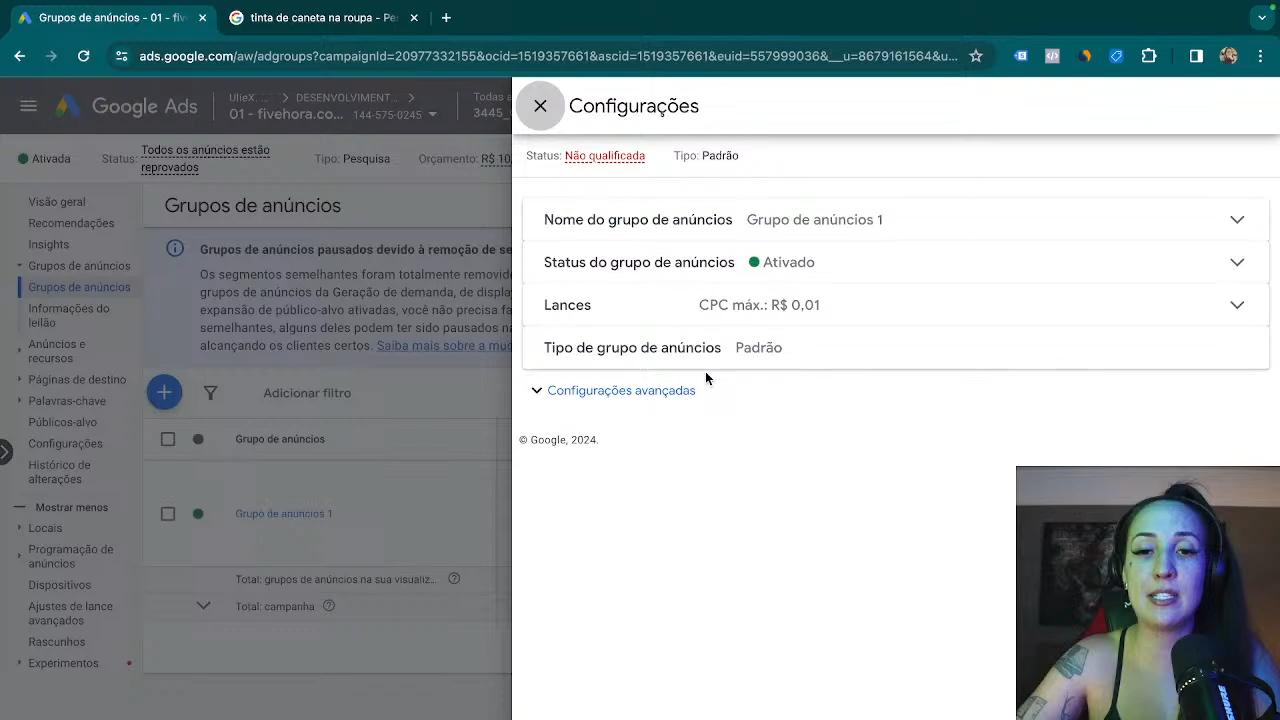 Grupos de anúncios - 01 - fiv
tinta de caneta na roupa - Pe
ads.google.com/aw/adgroups?campaignId=20977332155&ocid=1519357661&ascid=1519357661&euid=557999036&__u=8679161564&u...
Google Ads
UlieX.
DESENVOLVIMENT...
01 - fivehora.co...
144-575-0245
Todas a
3445_
Configurações
Ativada
Status:
Todos os anúncios estão
reprovados
Tipo: Pesquisa
Orçamento: R$ 10,
Status: Não qualificada
Tipo: Padrão
Visão geral
Recomendações
Insights
Grupos de anúncios
Grupos de anúncios
Informações do
leilão
Anúncios e
recursos
Páginas de destino
Palavras-chave
Públicos-alvo
Configurações
Histórico de
alterações
Mostrar menos
Locais
Programação de
anúncios
Dispositivos
Ajustes de lance
avançados
Rascunhos
Experimentos
Grupos de anúncios
Grupos de anúncios pausados devido à remoção de se
Os segmentos semelhantes foram totalmente removido
grupos de anúncios da Geração de demanda, de display
expansão de público-alvo ativadas, você não precisa fa
semelhantes, alguns deles podem ter sido pausados n
alcançando os clientes certos. Saiba mais sobre a mud
Adicionar filtro
Grupo de anúncios
Grupo de anúncios 1
Total: grupos de anúncios na sua visualiz...
Total: campanha
Nome do grupo de anúncios
Grupo de anúncios 1
Status do grupo de anúncios
Ativado
Lances
CPC máx.: R$ 0,01
Tipo de grupo de anúncios
Padrão
Configurações avançadas
© Google, 2024.